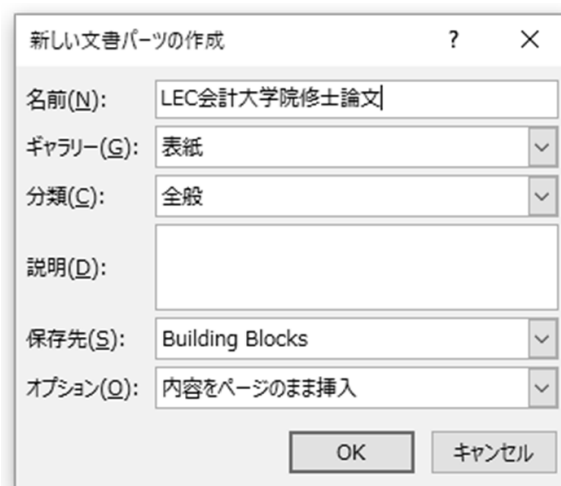 新しい文書パーツの作成 ? ×
名前(N): LEC会計大学院修士論文
ギャラリー(G): 表紙
分類(C): 全般
説明(D):
保存先(S): Building Blocks
オプション(O): 内容をページのまま挿入
OK キャンセル